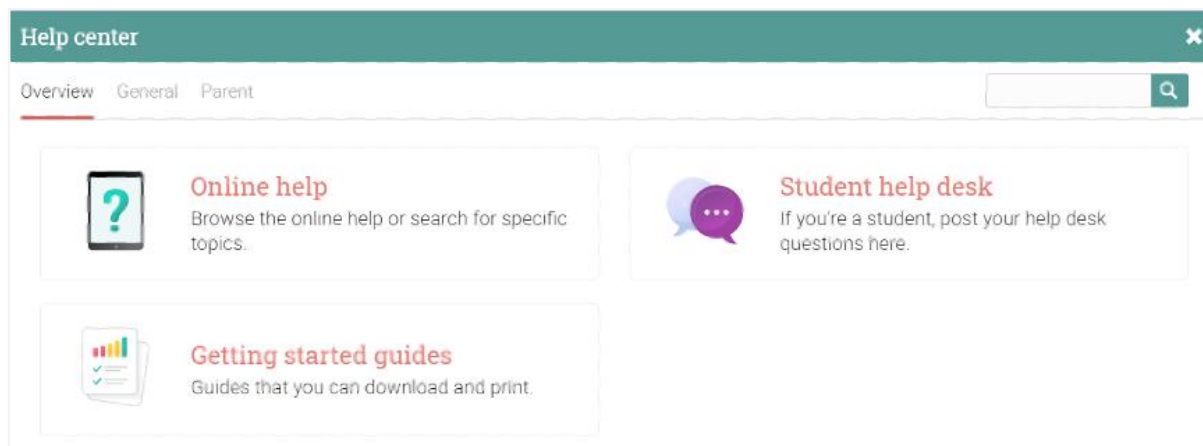 Help center
Overview General Parent
Online help
Browse the online help or search for specific
topics.
Student help desk
If you're a student, post your help desk
questions here.
Getting started guides
Guides that you can download and print.